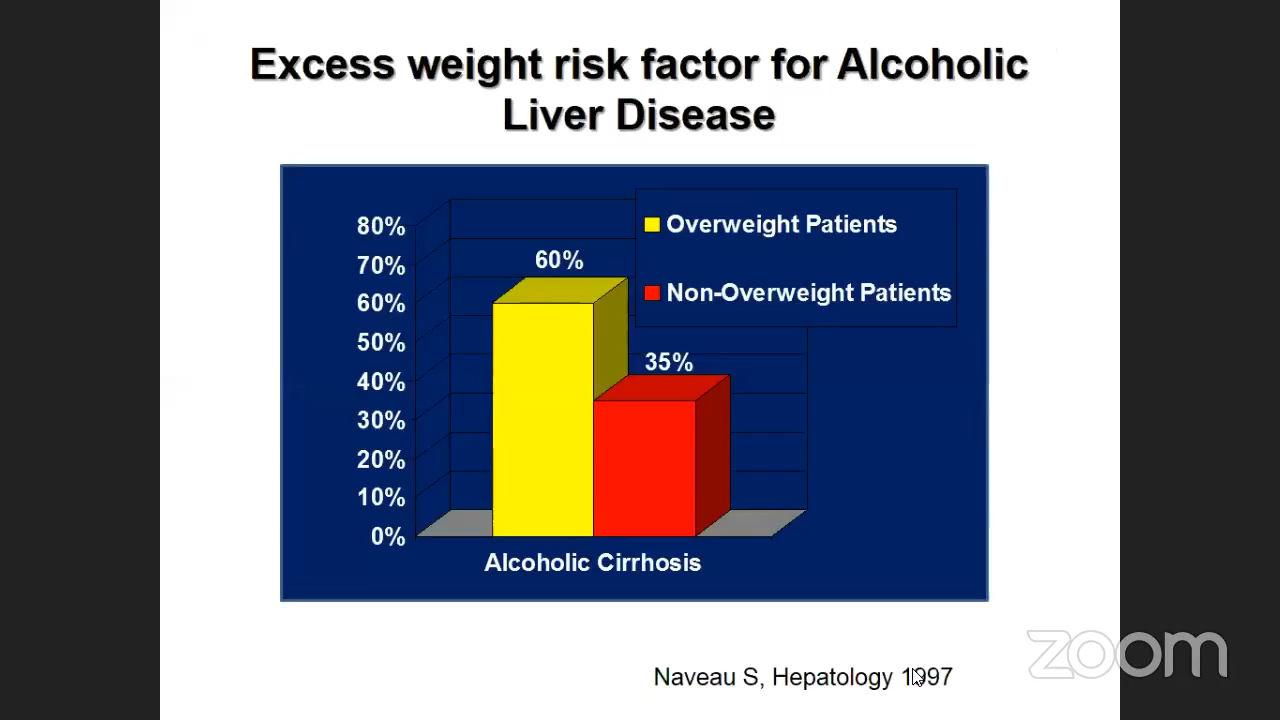 Excess weight risk factor for Alcoholic
Liver Disease
80%
70%
60%
50%
40%
30%
20%
10%
0%
60%
35%
Overweight Patients
Non-Overweight Patients
Alcoholic Cirrhosis
Naveau S, Hepatology 1997
zoom